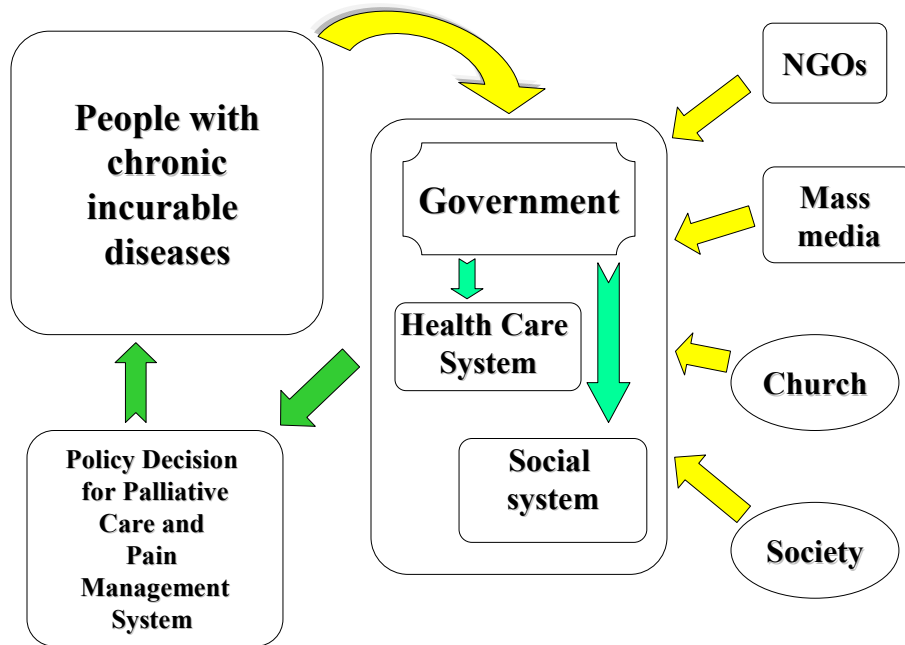 People with
chronic
incurable
diseases
NGOs
Government
Mass
media
Health Care
System
Church
Policy Decision
for Palliative
Care and
Pain
Management
System
Social
system
Society